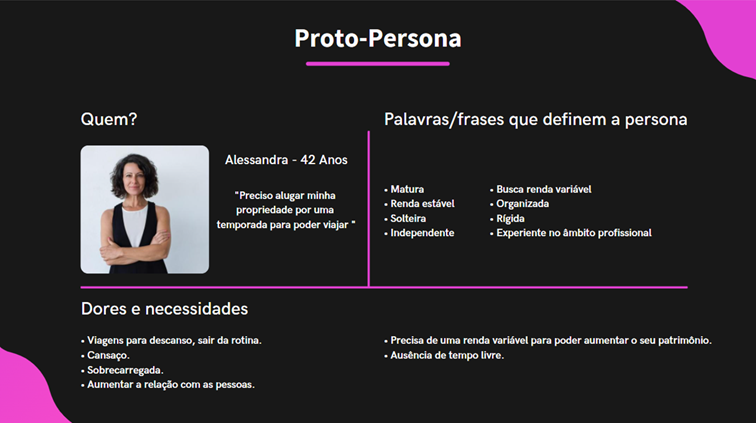 Proto-Persona
Quem?
Alessandra - 42 Anos
"Preciso alugar minha
propriedade por uma
temporada para poder viajar "
Palavras/frases que definem a persona
• Matura
• Renda estável
• Solteira
• Independente
• Busca renda variável
• Organizada
• Rígida
• Experiente no âmbito profissional
Dores e necessidades
• Viagens para descanso, sair da rotina.
• Cansaço.
• Sobrecarregada.
• Aumentar a relação com as pessoas.
• Precisa de uma renda variável para poder aumentar o seu patrimônio.
• Ausência de tempo livre.